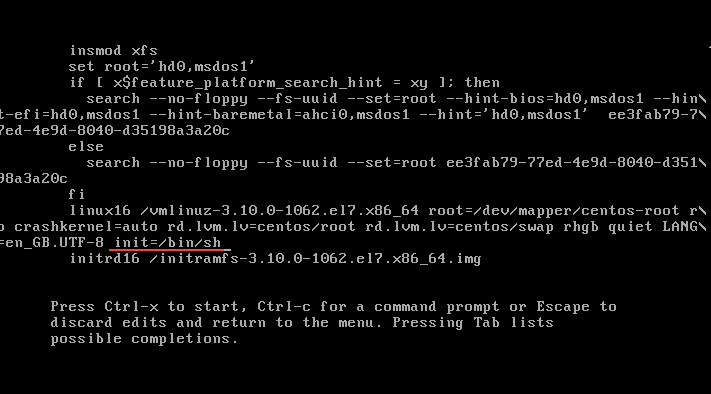 insmod xfs
set root='hd0,msdos1'
if [ x$feature_platform_search_hint = xy ]; then
search --no-floppy --fs-uuid --set=root --hint-bios=hd0,msdos1 --hin\
t-efi=hd0,msdos1 --hint-baremetal=ahci0,msdos1 --hint='hd0,msdos1'  ee3fab79-7\
7ed-4e9d-8040-d35198a3a20c
else
search --no-floppy --fs-uuid --set=root ee3fab79-77ed-4e9d-8040-d351\
98a3a20c
fi
linux16 /vmlinuz-3.10.0-1062.el7.x86_64 root=/dev/mapper/centos-root r\
o crashkernel=auto rd.lvm.lv=centos/root rd.lvm.lv=centos/swap rhgb quiet LANG\
=en_GB.UTF-8 init=/bin/sh
initrd16 /initramfs-3.10.0-1062.el7.x86_64.img
Press Ctrl-x to start, Ctrl-c for a command prompt or Escape to
discard edits and return to the menu. Pressing Tab lists
possible completions.